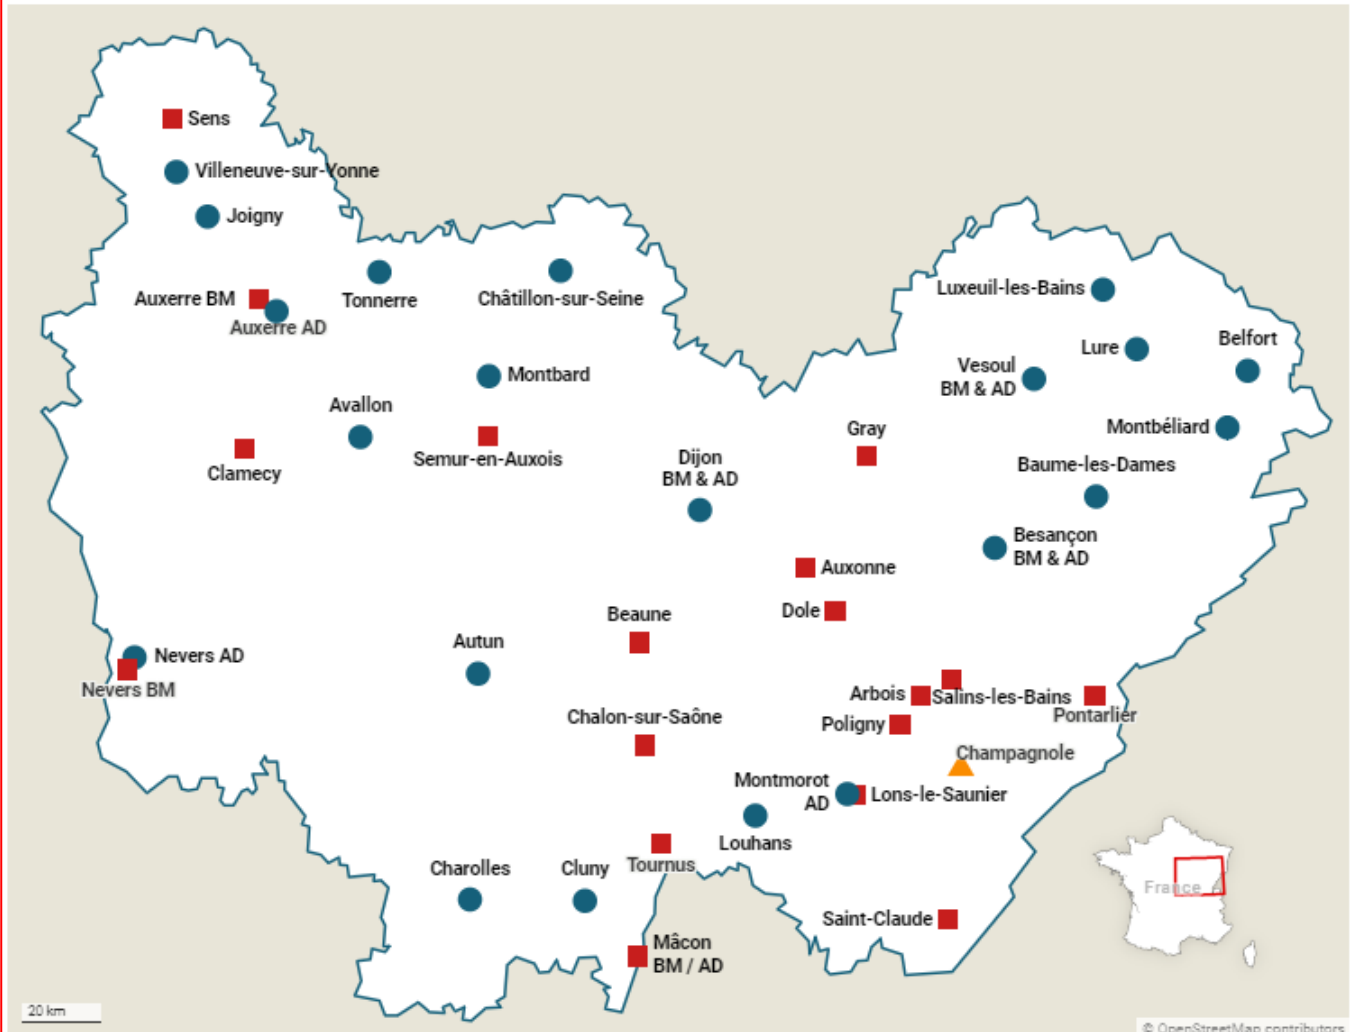 Sens
Villeneuve-sur-Yonne
Joigny
Tonnerre
Châtillon-sur-Seine
Auxerre BM
Auxerre AD
Luxeuil-les-Bains
Lure
Belfort
Vesoul
BM & AD
Montbard
Avallon
Montbéliard
Gray
Semur-en-Auxois
Clamecy
Dijon
BM & AD
Baume-les-Dames
Besançon
BM & AD
Auxonne
Dole
Beaune
Autun
Nevers AD
Nevers BM
Arbois
Salins-les-Bains
Pontarlier
Poligny
Chalon-sur-Saône
Champagnole
Montmorot
AD
Lons-le-Saunier
Louhans
Tournus
Charolles
Cluny
France
Saint-Claude
Mâcon
BM / AD
20 km
© OpenStreetMap contributors